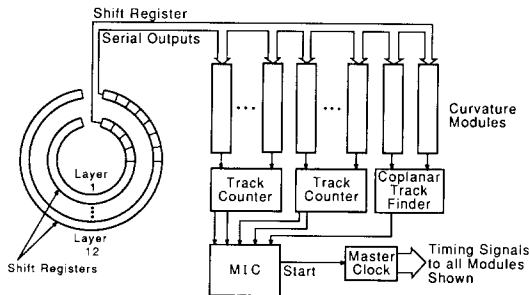 Shift Register
Serial Outputs
Curvature
Modules
Layer
1
Layer
12
Shift Registers
Track
Counter
Track
Counter
Coplanar
Track
Finder
MIC
Start
Master
Clock
Timing Signals
to all Modules
Shown